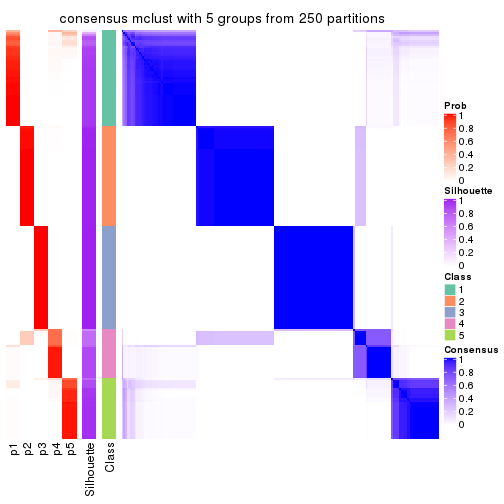 consensus mclust with 5 groups from 250 partitions
Prob
1
0.8
0.6
0.4
0.2
0
Silhouette
1
0.8
0.6
0.4
0.2
0
Class
1
2
3
4
5
Consensus
1
0.8
0.6
0.4
0.2
0
p1
p2
p3
p4
p5
Silhouette
Class